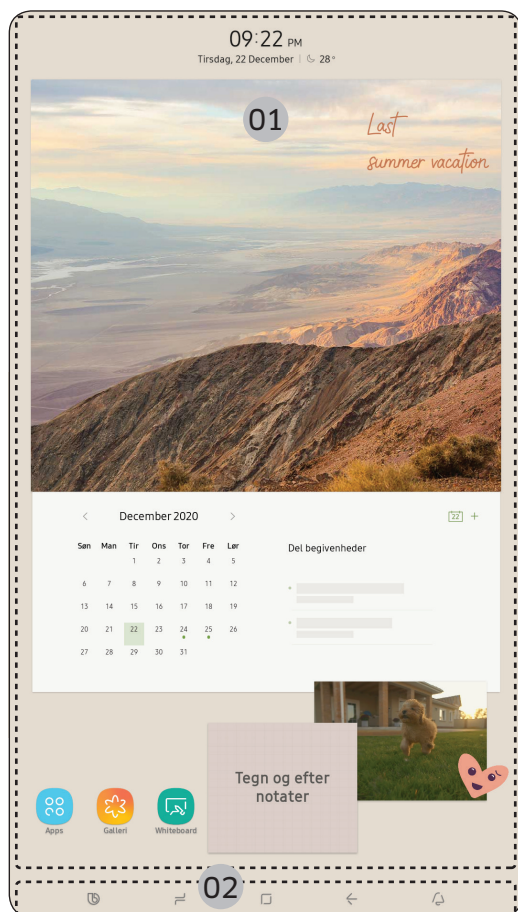 09:22 PM
Tirsdag, 22 December | 28°
01
Last
summer vacation
December 2020
22
Søn Man Tir Ons Tor Fre Lør
1 2 3 4 5
6 7 8 9 10 11 12
13 14 15 16 17 18 19
20 21 22 23 24 25 26
27 28 29 30 31
Del begivenheder
Tegn og efter
notater
Apps Galleri Whiteboard
02